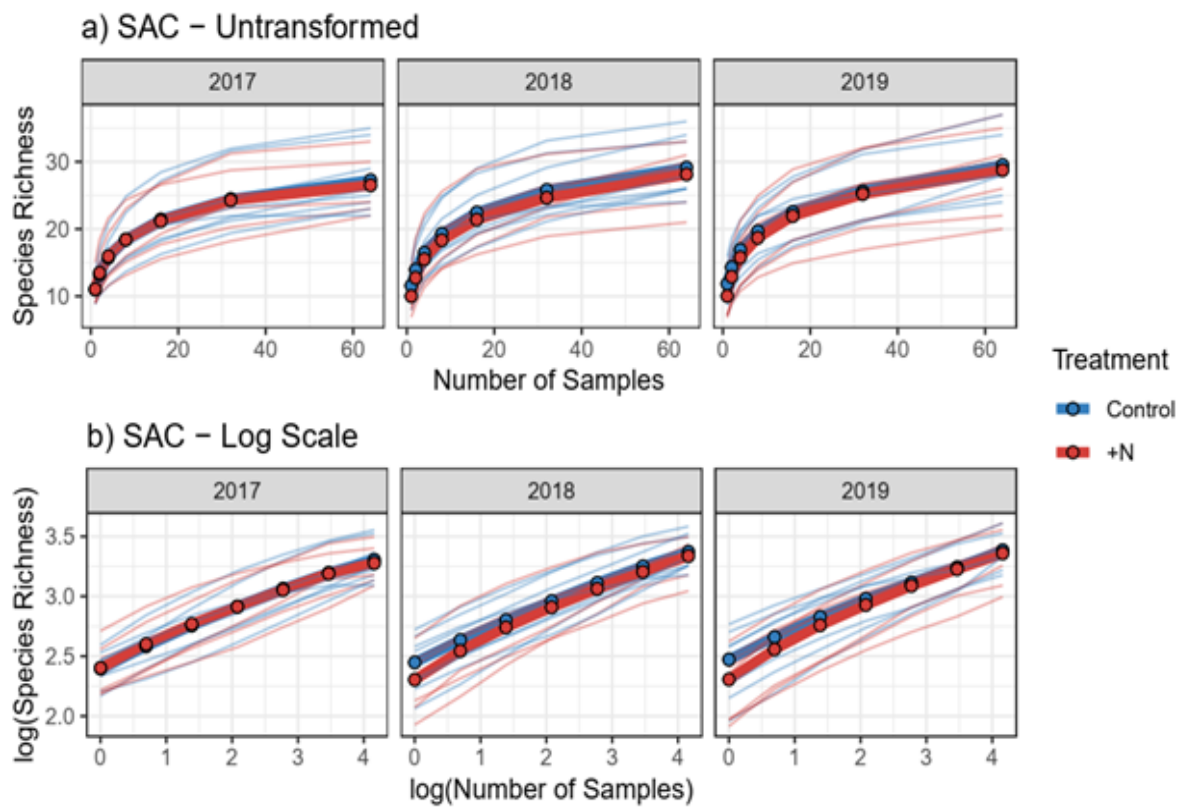 a) SAC − Untransformed
2017
2018
2019
Species Richness
30
20
10
0 20 40 60
0 20 40 60
0 20 40 60
Number of Samples
Treatment
Control
+N
b) SAC − Log Scale
2017
2018
2019
log(Species Richness)
3.5
3.0
2.5
2.0
0 1 2 3 4
0 1 2 3 4
0 1 2 3 4
log(Number of Samples)